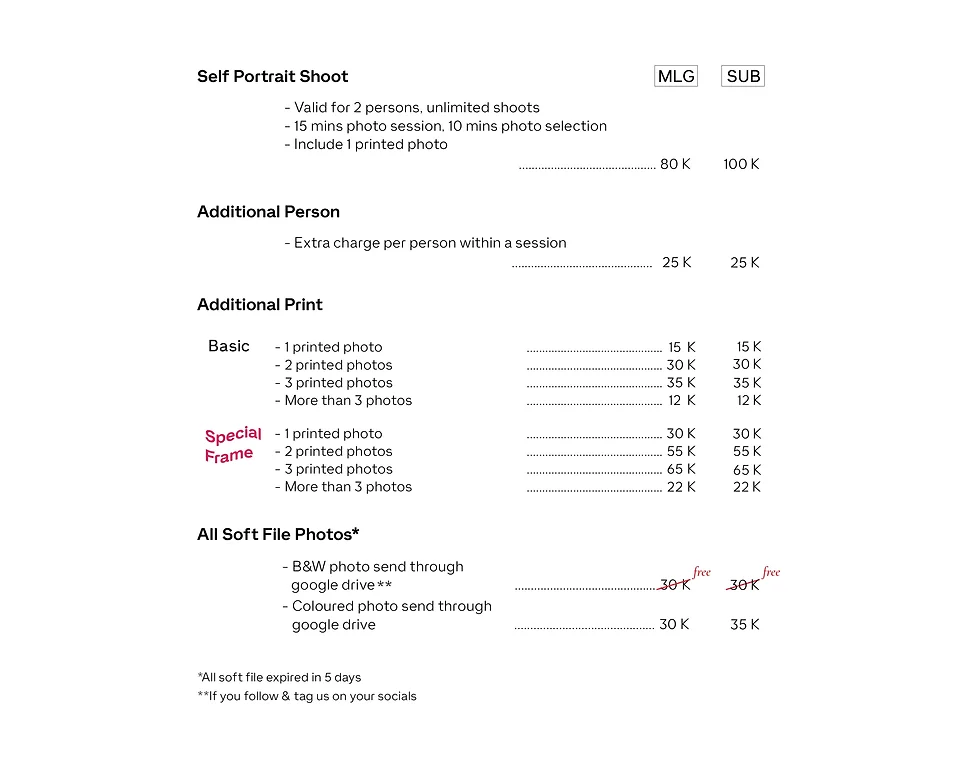 Self Portrait Shoot MLG SUB
- Valid for 2 persons, unlimited shoots
- 15 mins photo session, 10 mins photo selection
- Include 1 printed photo
........................................... 80 K 100 K
Additional Person
- Extra charge per person within a session
............................................ 25 K 25 K
Additional Print
Basic - 1 printed photo .......................................... 15 K 15 K
- 2 printed photos .......................................... 30 K 30 K
- 3 printed photos .......................................... 35 K 35 K
- More than 3 photos .......................................... 12 K 12 K
Special - 1 printed photo .......................................... 30 K 30 K
Frame - 2 printed photos .......................................... 55 K 55 K
- 3 printed photos .......................................... 65 K 65 K
- More than 3 photos .......................................... 22 K 22 K
All Soft File Photos*
- B&W photo send through
free free
google drive** ............................................ 30 K 30 K
- Coloured photo send through
google drive ............................................ 30 K 35 K
*All soft file expired in 5 days
**If you follow & tag us on your socials